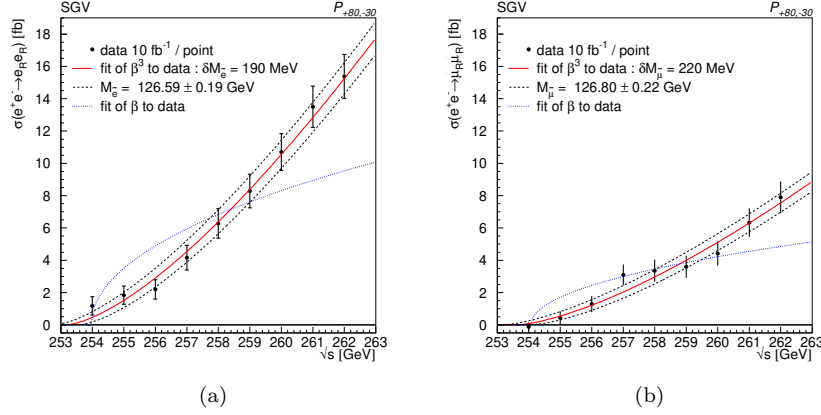 SGV P+80,-30
σ(e⁺e⁻→ẽRẽR) [fb]
data 10 fb⁻¹ / point
fit of β³ to data : δMẽ = 190 MeV
Mẽ = 126.59 ± 0.19 GeV
fit of β to data
18
16
14
12
10
8
6
4
2
0
253 254 255 256 257 258 259 260 261 262 263
√s [GeV]
(a)
SGV P+80,-30
σ(e⁺e⁻→μ̃Rμ̃R) [fb]
data 10 fb⁻¹ / point
fit of β³ to data : δMμ̃ = 220 MeV
Mμ̃ = 126.80 ± 0.22 GeV
fit of β to data
18
16
14
12
10
8
6
4
2
0
253 254 255 256 257 258 259 260 261 262 263
√s [GeV]
(b)